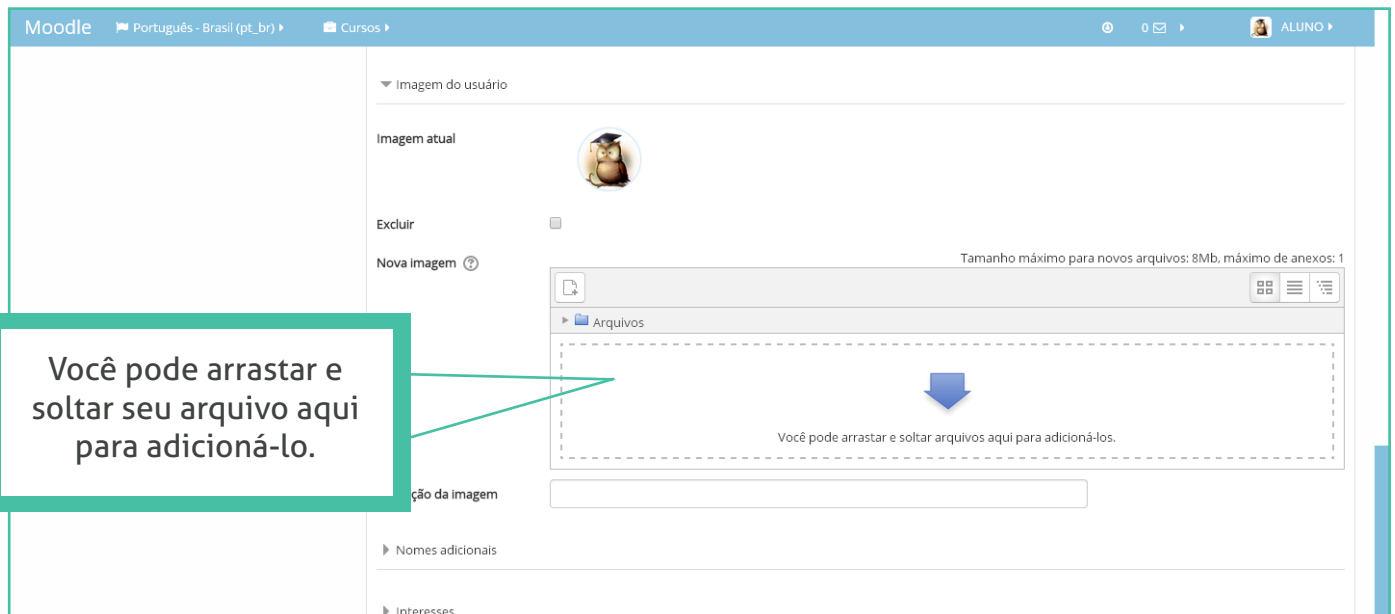 Moodle Português - Brasil (pt_br) Cursos 0 ALUNO
Imagem do usuário
Imagem atual
Excluir
Nova imagem ?
Tamanho máximo para novos arquivos: 8Mb, máximo de anexos: 1
Arquivos
Você pode arrastar e soltar arquivos aqui para adicioná-los.
Você pode arrastar e
soltar seu arquivo aqui
para adicioná-lo.
ção da imagem
Nomes adicionais
Interesses